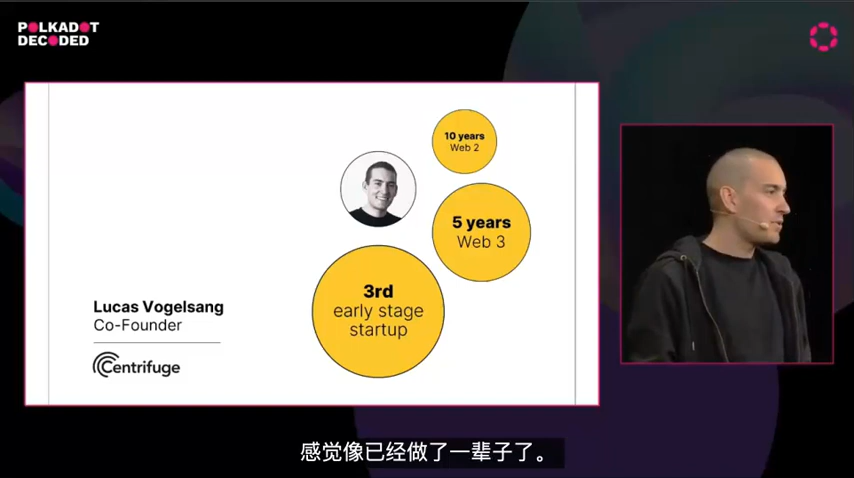 POLKADOT
DECODED
10 years
Web 2
5 years
Web 3
3rd
early stage
startup
Lucas Vogelsang
Co-Founder
Centrifuge
感觉像已经做了一辈子了。